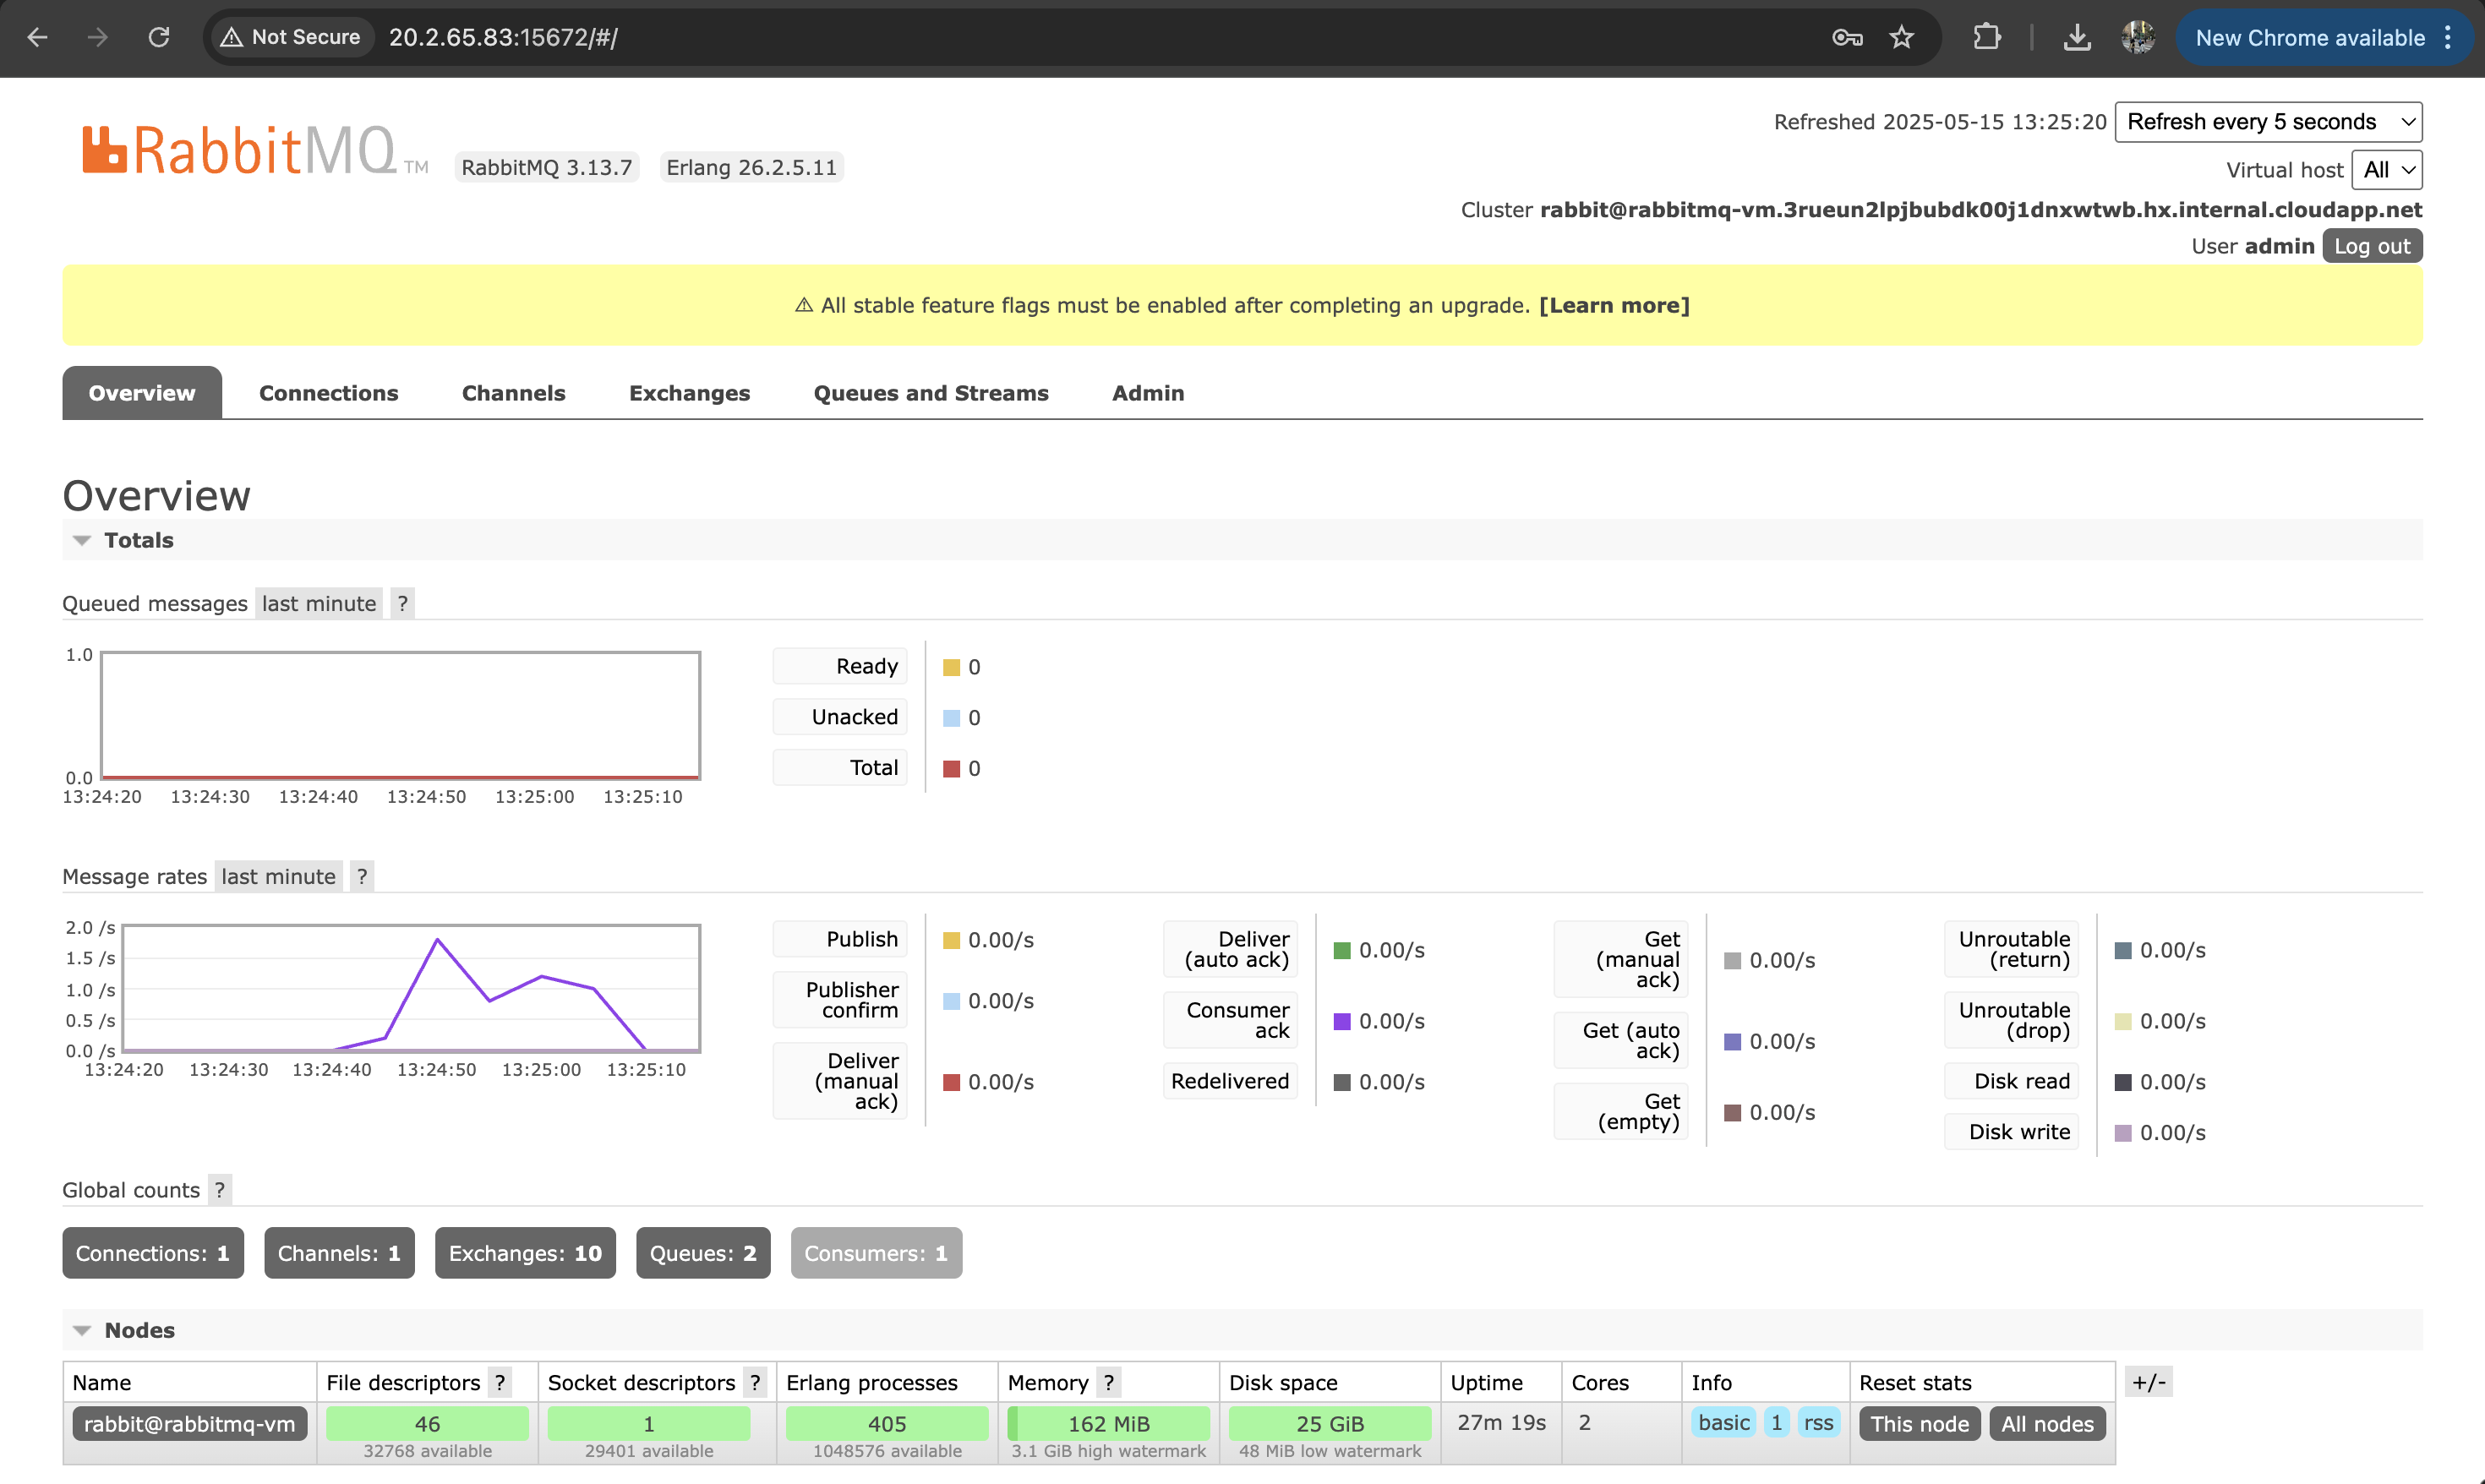 Not Secure 20.2.65.83:15672/#/ New Chrome available
Refreshed 2025-05-15 13:25:20 Refresh every 5 seconds
RabbitMQ TM RabbitMQ 3.13.7 Erlang 26.2.5.11
Virtual host All
Cluster rabbit@rabbitmq-vm.3rueun2lpjbubdk00j1dnxwtwb.hx.internal.cloudapp.net
User admin Log out
⚠ All stable feature flags must be enabled after completing an upgrade. [Learn more]
Overview Connections Channels Exchanges Queues and Streams Admin
Overview
Totals
Queued messages last minute ?
1.0
0.0
13:24:20 13:24:30 13:24:40 13:24:50 13:25:00 13:25:10
Ready 0
Unacked 0
Total 0
Message rates last minute ?
2.0 /s
1.5 /s
1.0 /s
0.5 /s
0.0 /s
13:24:20 13:24:30 13:24:40 13:24:50 13:25:00 13:25:10
Publish 0.00/s
Publisher
confirm 0.00/s
Deliver
(manual
ack) 0.00/s
Deliver
(auto ack) 0.00/s
Consumer
ack 0.00/s
Redelivered 0.00/s
Get
(manual
ack) 0.00/s
Get (auto
ack) 0.00/s
Get
(empty) 0.00/s
Unroutable
(return) 0.00/s
Unroutable
(drop) 0.00/s
Disk read 0.00/s
Disk write 0.00/s
Global counts ?
Connections: 1 Channels: 1 Exchanges: 10 Queues: 2 Consumers: 1
Nodes
Name File descriptors ? Socket descriptors ? Erlang processes Memory ? Disk space Uptime Cores Info Reset stats +/-
rabbit@rabbitmq-vm 46 1 405 162 MiB 25 GiB 27m 19s 2 basic 1 rss This node All nodes
32768 available 29401 available 1048576 available 3.1 GiB high watermark 48 MiB low watermark